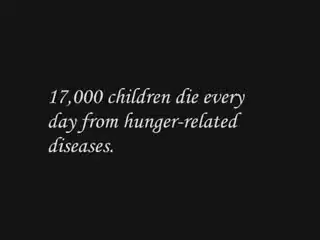 17,000 children die every
day from hunger-related
diseases.